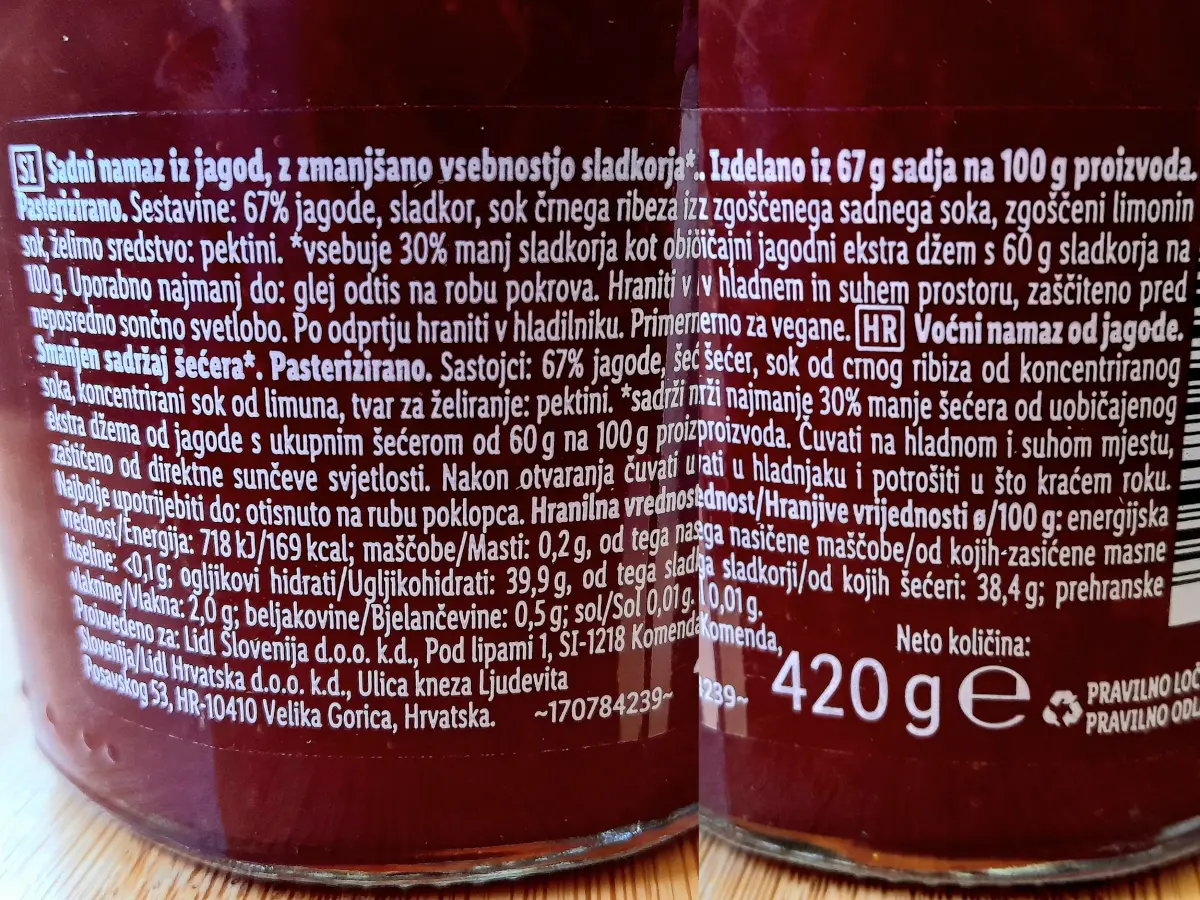 SI Sadni namaz iz jagod, z zmanjšano vsebnostjo sladkorja*. Izdelano iz 67 g sadja na 100 g proizvoda.
Pasterizirano. Sestavine: 67% jagode, sladkor, sok črnega ribeza iz zgoščenega sadnega soka, zgoščeni limonin
sok, želirno sredstvo: pektini. *vsebuje 30% manj sladkorja kot običajni jagodni ekstra džem s 60 g sladkorja na
100 g. Uporabno najmanj do: glej odtis na robu pokrova. Hraniti v hladnem in suhem prostoru, zaščiteno pred
neposredno sončno svetlobo. Po odprtju hraniti v hladilniku. Primerno za vegane. HR Voćni namaz od jagode.
Smanjen sadržaj šećera*. Pasterizirano. Sastojci: 67% jagode, šećer, sok od crnog ribiza od koncentriranog
soka, koncentrirani sok od limuna, tvar za želiranje: pektini. *sadrži najmanje 30% manje šećera od uobičajenog
ekstra džema od jagode s ukupnim šećerom od 60 g na 100 g proizvoda. Čuvati na hladnom i suhom mjestu,
zaštićeno od direktne sunčeve svjetlosti. Nakon otvaranja čuvati u hladnjaku i potrošiti u što kraćem roku.
Najbolje upotrijebiti do: otisnuto na rubu poklopca. Hranilna vrednost/Hranjive vrijednosti ø/100 g: energijska
vrednost/Energija: 718 kJ/169 kcal; maščobe/Masti: 0,2 g, od tega nasičene maščobe/od kojih-zasićene masne
kiseline: <0,1 g; ogljikovi hidrati/Ugljikohidrati: 39,9 g, od tega sladkorji/od kojih šećeri: 38,4 g; prehranske
vlaknine/Vlakna: 2,0 g; beljakovine/Bjelančevine: 0,5 g; sol/Sol 0,01 g.
Proizvedeno za: Lidl Slovenija d.o.o. k.d., Pod lipami 1, SI-1218 Komenda,
Slovenija/Lidl Hrvatska d.o.o. k.d., Ulica kneza Ljudevita
Posavskog 53, HR-10410 Velika Gorica, Hrvatska. ~170784239~
Neto količina:
420 g e
PRAVILNO LOČ
PRAVILNO ODL